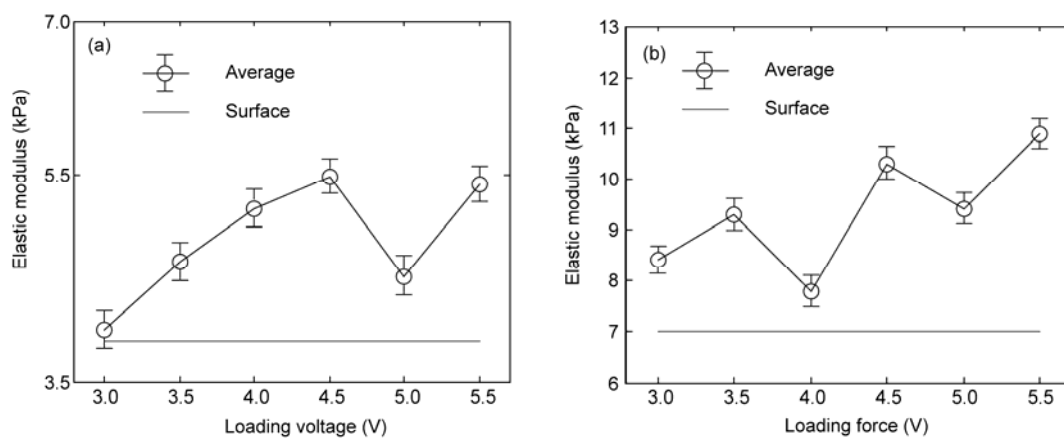 (a)
Average
Surface
7.0
5.5
3.5
Elastic modulus (kPa)
3.0 3.5 4.0 4.5 5.0 5.5
Loading voltage (V)
(b)
Average
Surface
13
12
11
10
9
8
7
6
Elastic modulus (kPa)
3.0 3.5 4.0 4.5 5.0 5.5
Loading force (V)